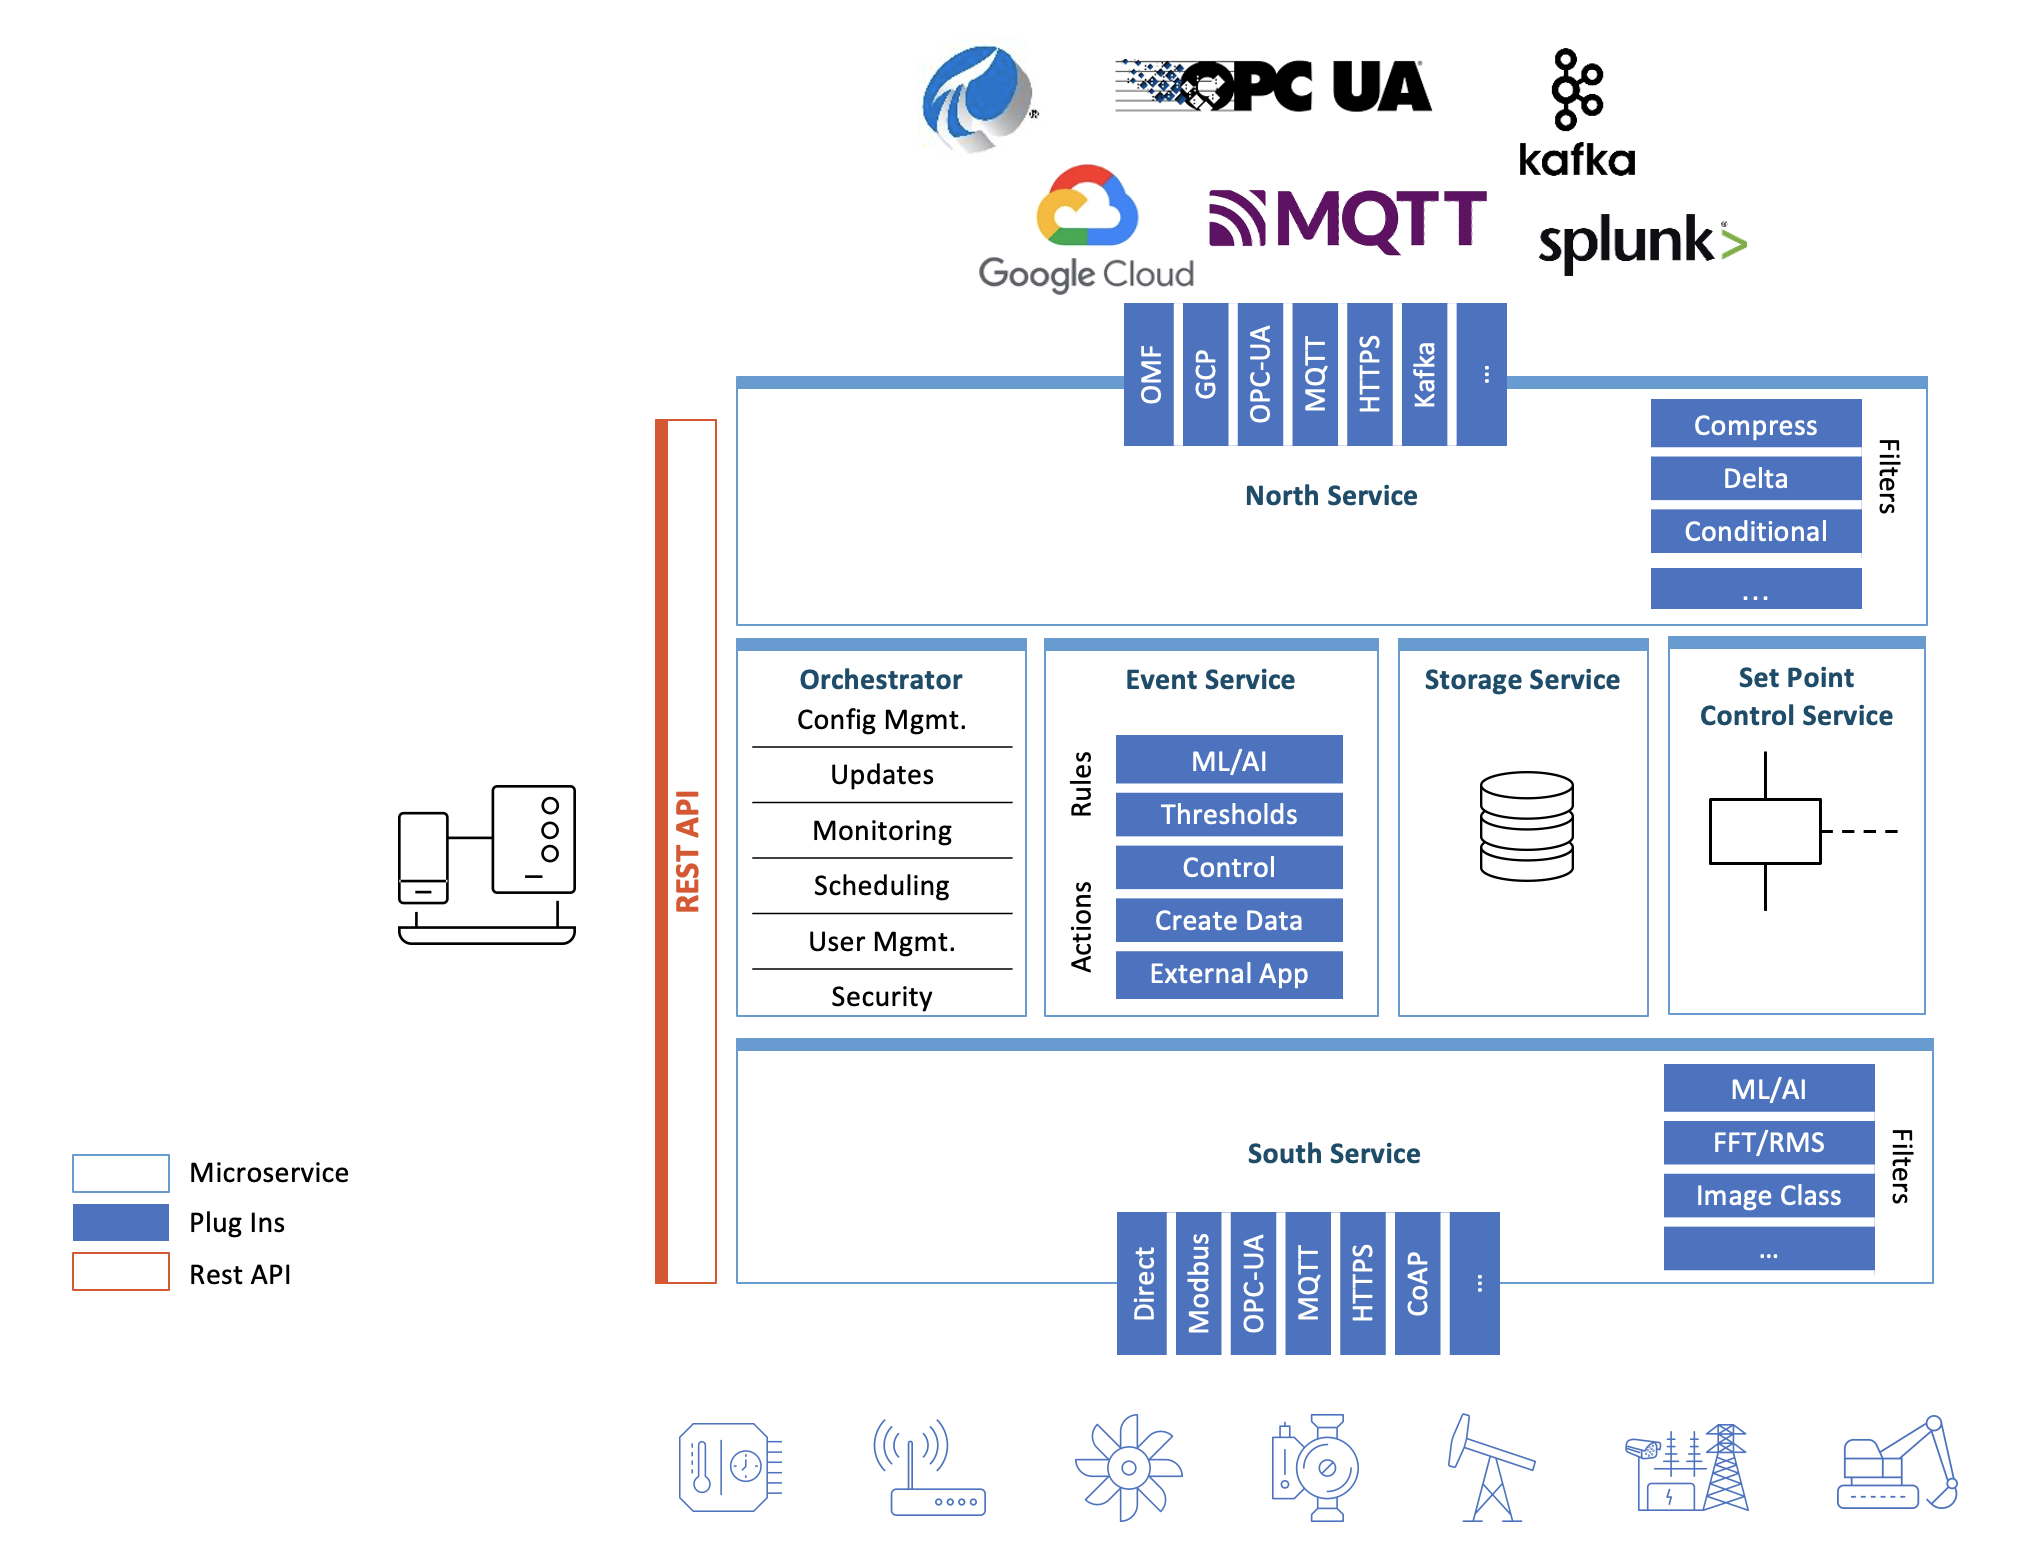 OPC UA
kafka
Google Cloud
MQTT
splunk>
OMF
GCP
OPC-UA
MQTT
HTTPS
Kafka
...
North Service
Compress
Delta
Conditional
...
Filters
REST API
Orchestrator
Config Mgmt.
Updates
Monitoring
Scheduling
User Mgmt.
Security
Event Service
Rules
ML/AI
Thresholds
Actions
Control
Create Data
External App
Storage Service
Set Point
Control Service
South Service
ML/AI
FFT/RMS
Image Class
...
Filters
Direct
Modbus
OPC-UA
MQTT
HTTPS
CoAP
...
Microservice
Plug Ins
Rest API